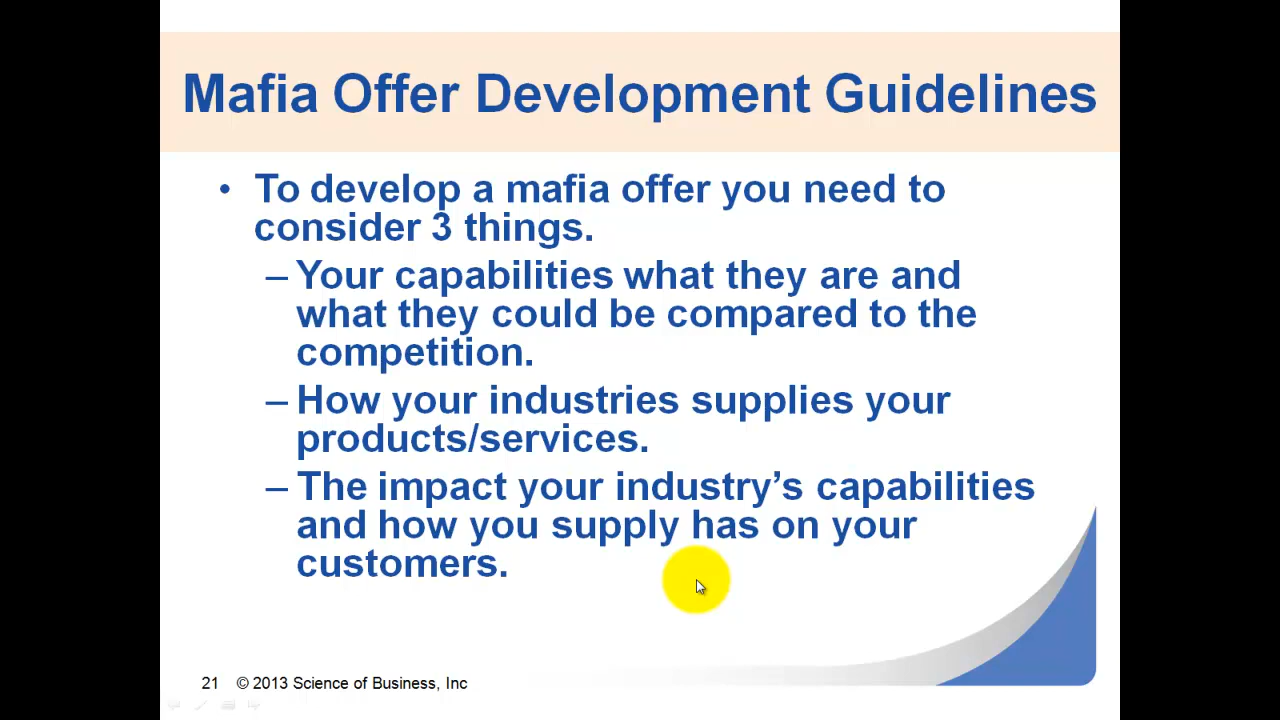 Mafia Offer Development Guidelines
• To develop a mafia offer you need to
consider 3 things.
– Your capabilities what they are and
what they could be compared to the
competition.
– How your industries supplies your
products/services.
– The impact your industry’s capabilities
and how you supply has on your
customers.
21 © 2013 Science of Business, Inc